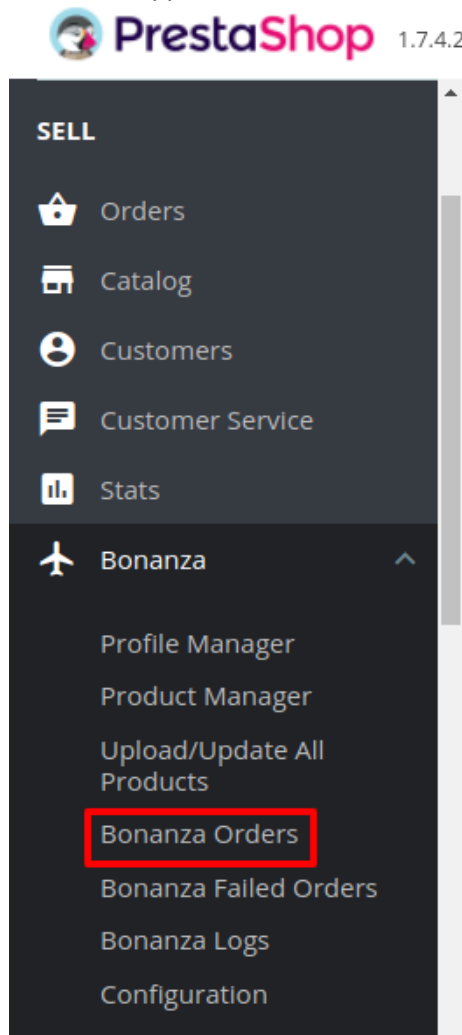 PrestaShop 1.7.4.2
SELL
Orders
Catalog
Customers
Customer Service
Stats
Bonanza
Profile Manager
Product Manager
Upload/Update All
Products
Bonanza Orders
Bonanza Failed Orders
Bonanza Logs
Configuration